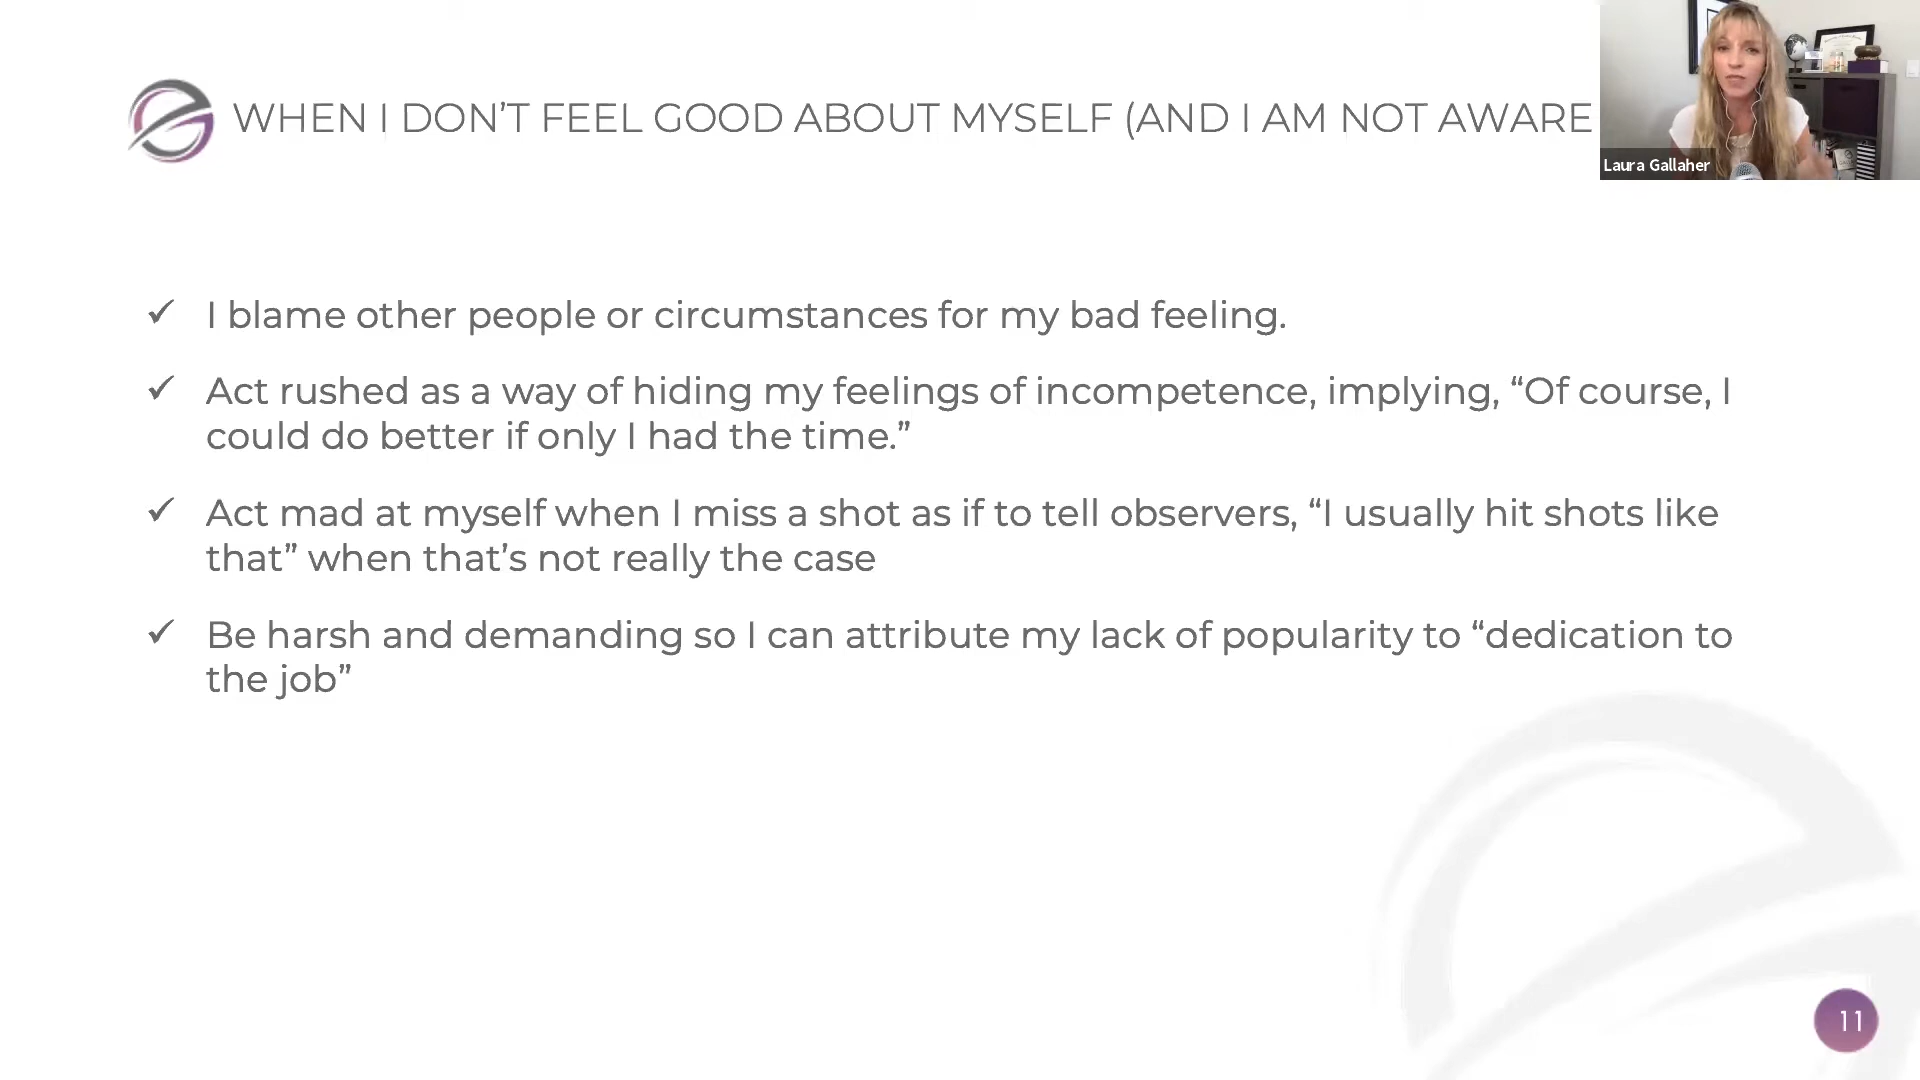 WHEN I DON’T FEEL GOOD ABOUT MYSELF (AND I AM NOT AWARE
Laura Gallaher
✓ I blame other people or circumstances for my bad feeling.
✓ Act rushed as a way of hiding my feelings of incompetence, implying, “Of course, I
could do better if only I had the time.”
✓ Act mad at myself when I miss a shot as if to tell observers, “I usually hit shots like
that” when that’s not really the case
✓ Be harsh and demanding so I can attribute my lack of popularity to “dedication to
the job”
11